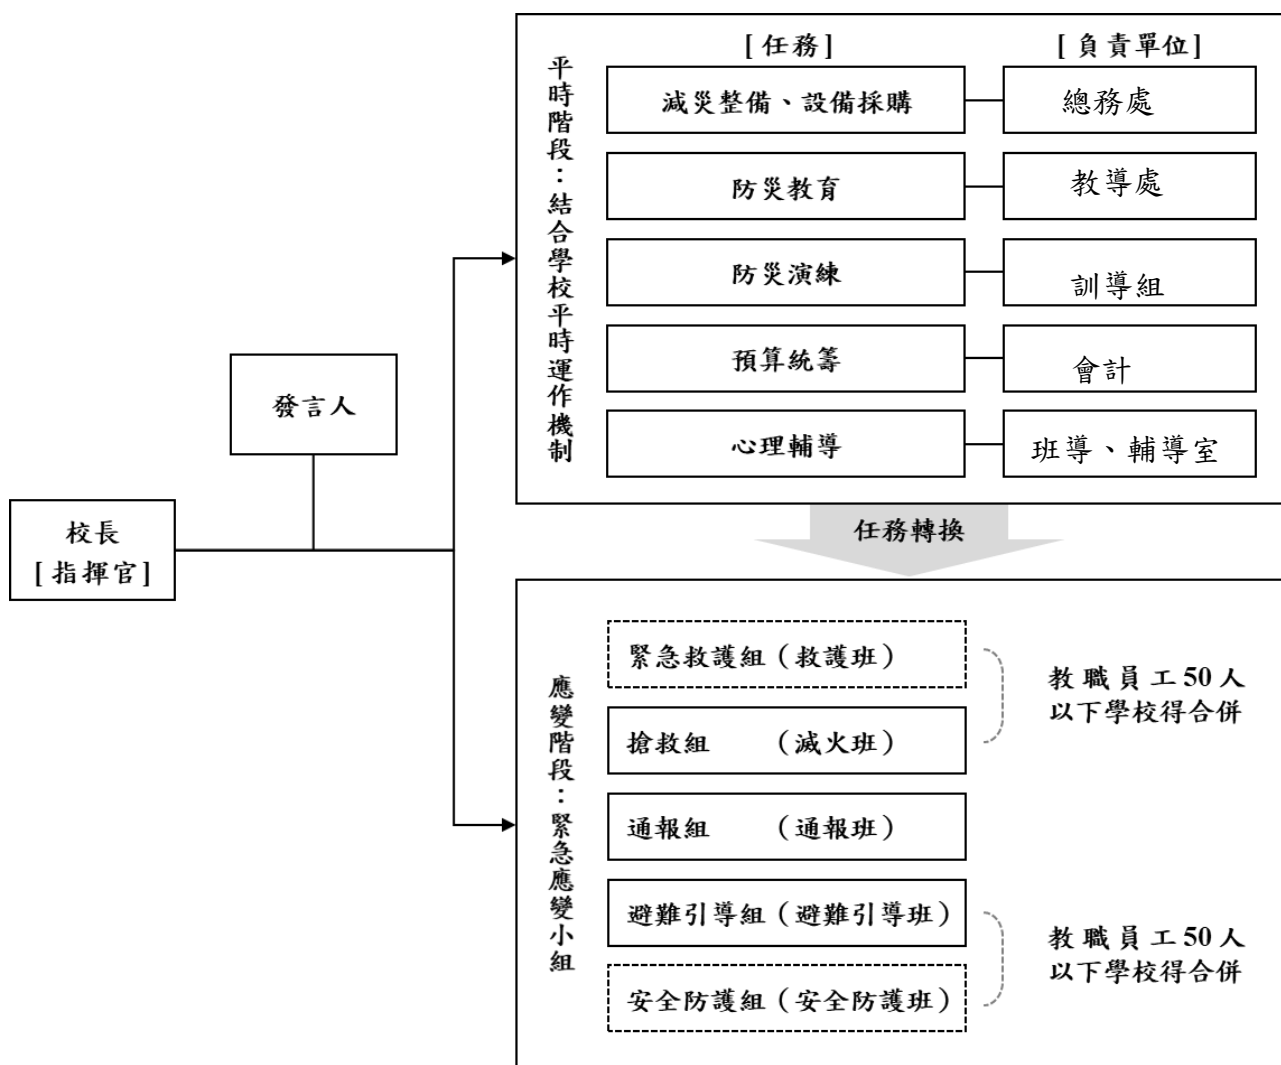 [任務]
[負責單位]
平時階段：結合學校平時運作機制
減災整備、設備採購
總務處
防災教育
教導處
防災演練
訓導組
預算統籌
會計
心理輔導
班導、輔導室
發言人
校長
[指揮官]
任務轉換
應變階段：緊急應變小組
緊急救護組（救護班）
搶救組　　（滅火班）
教職員工50人
以下學校得合併
通報組　　（通報班）
避難引導組（避難引導班）
安全防護組（安全防護班）
教職員工50人
以下學校得合併